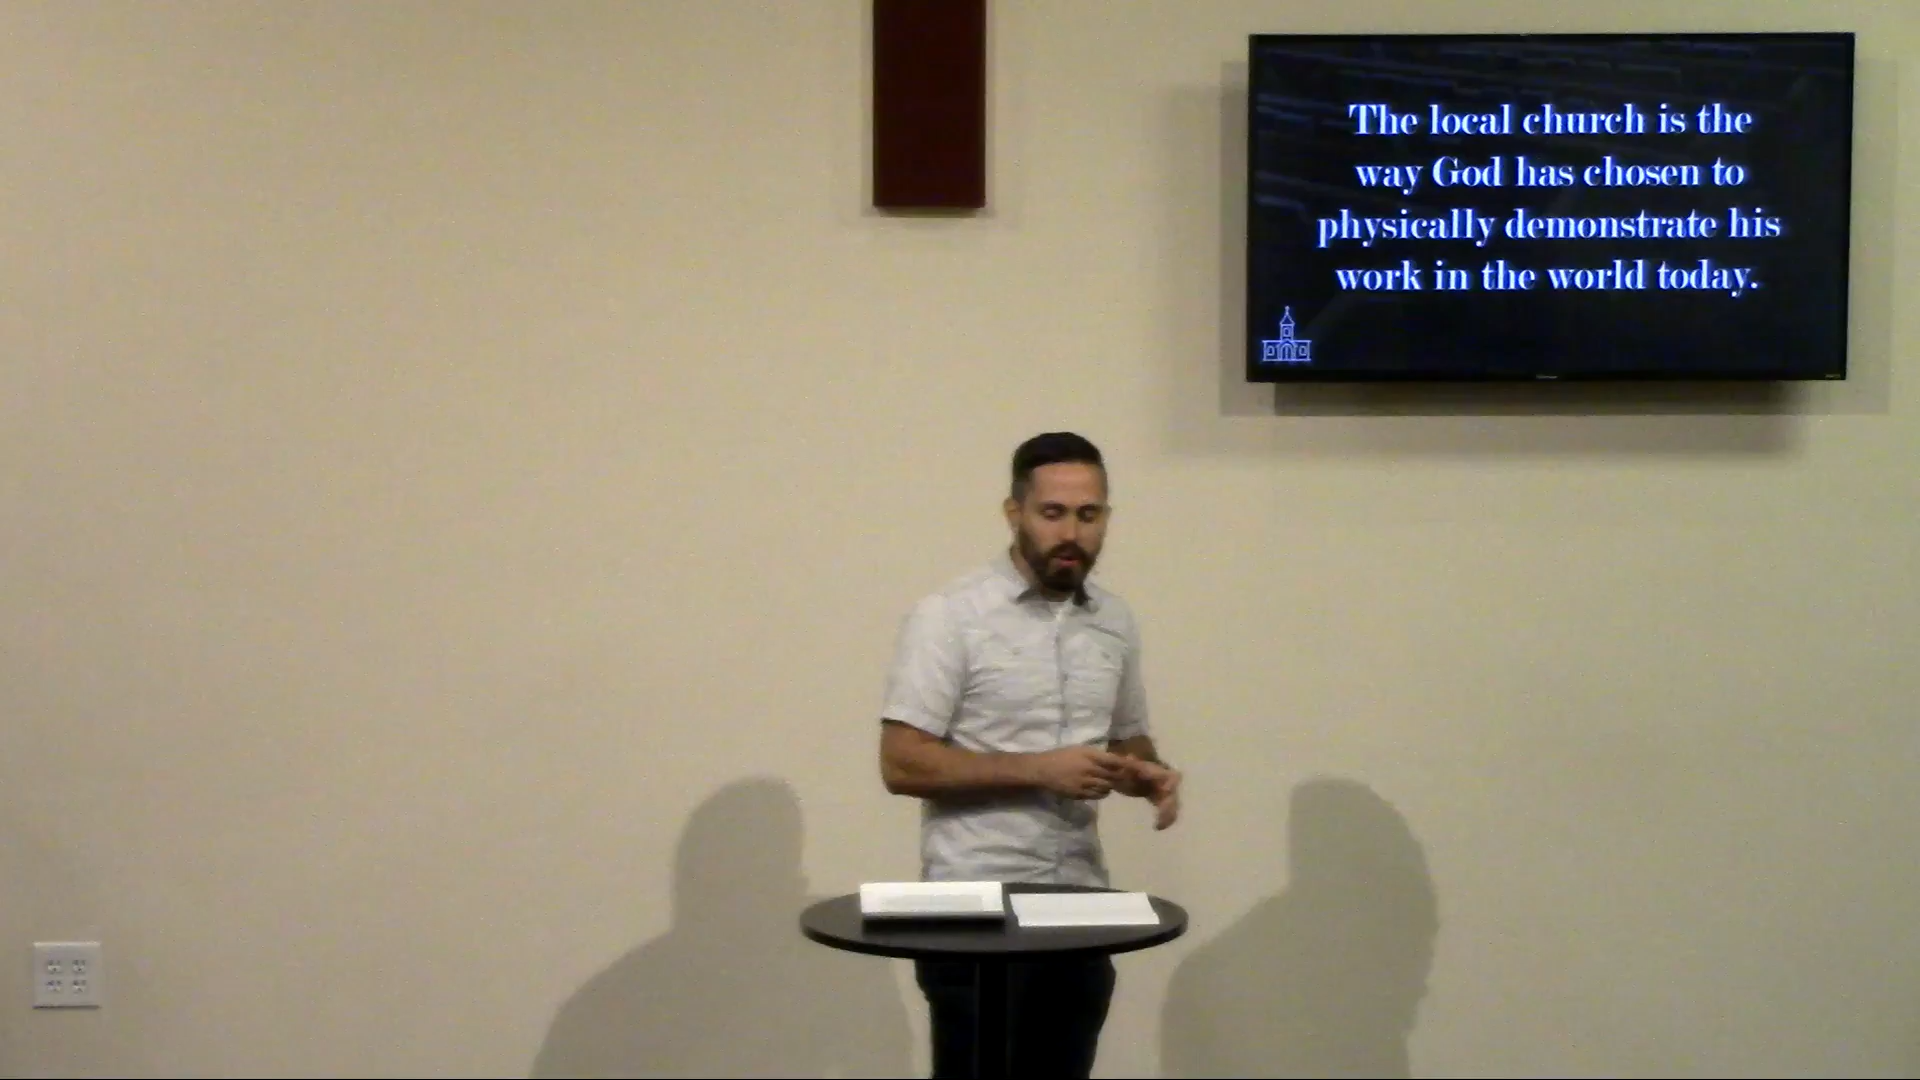 The local church is the
way God has chosen to
physically demonstrate his
work in the world today.